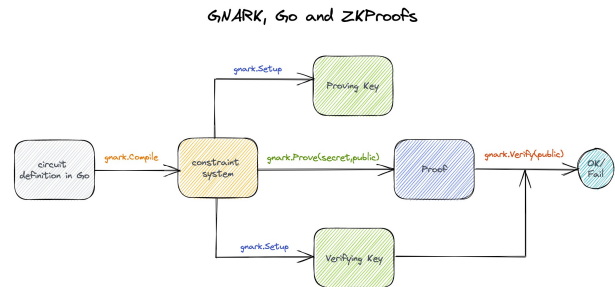 GNARK, Go and ZKProofs
gnark.Setup
Proving Key
circuit
definition in Go
gnark.Compile
constraint
system
gnark.Prove(secret,public)
Proof
gnark.Verify(public)
OK/
Fail
gnark.Setup
Verifying Key